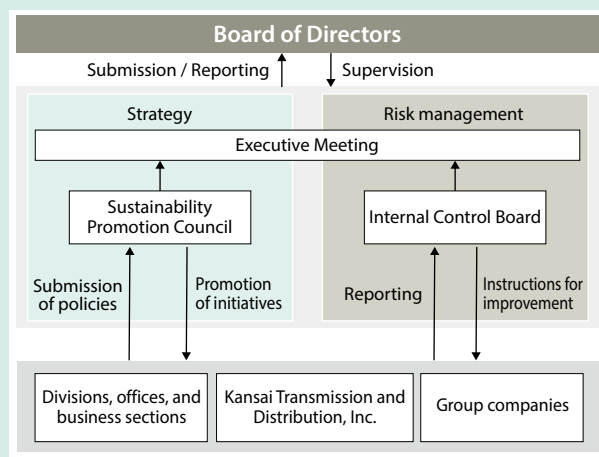 Board of Directors
Submission / Reporting
Supervision
Strategy
Risk management
Executive Meeting
Sustainability
Promotion Council
Internal Control Board
Submission
of policies
Promotion
of initiatives
Reporting
Instructions for
improvement
Divisions, offices, and
business sections
Kansai Transmission and
Distribution, Inc.
Group companies